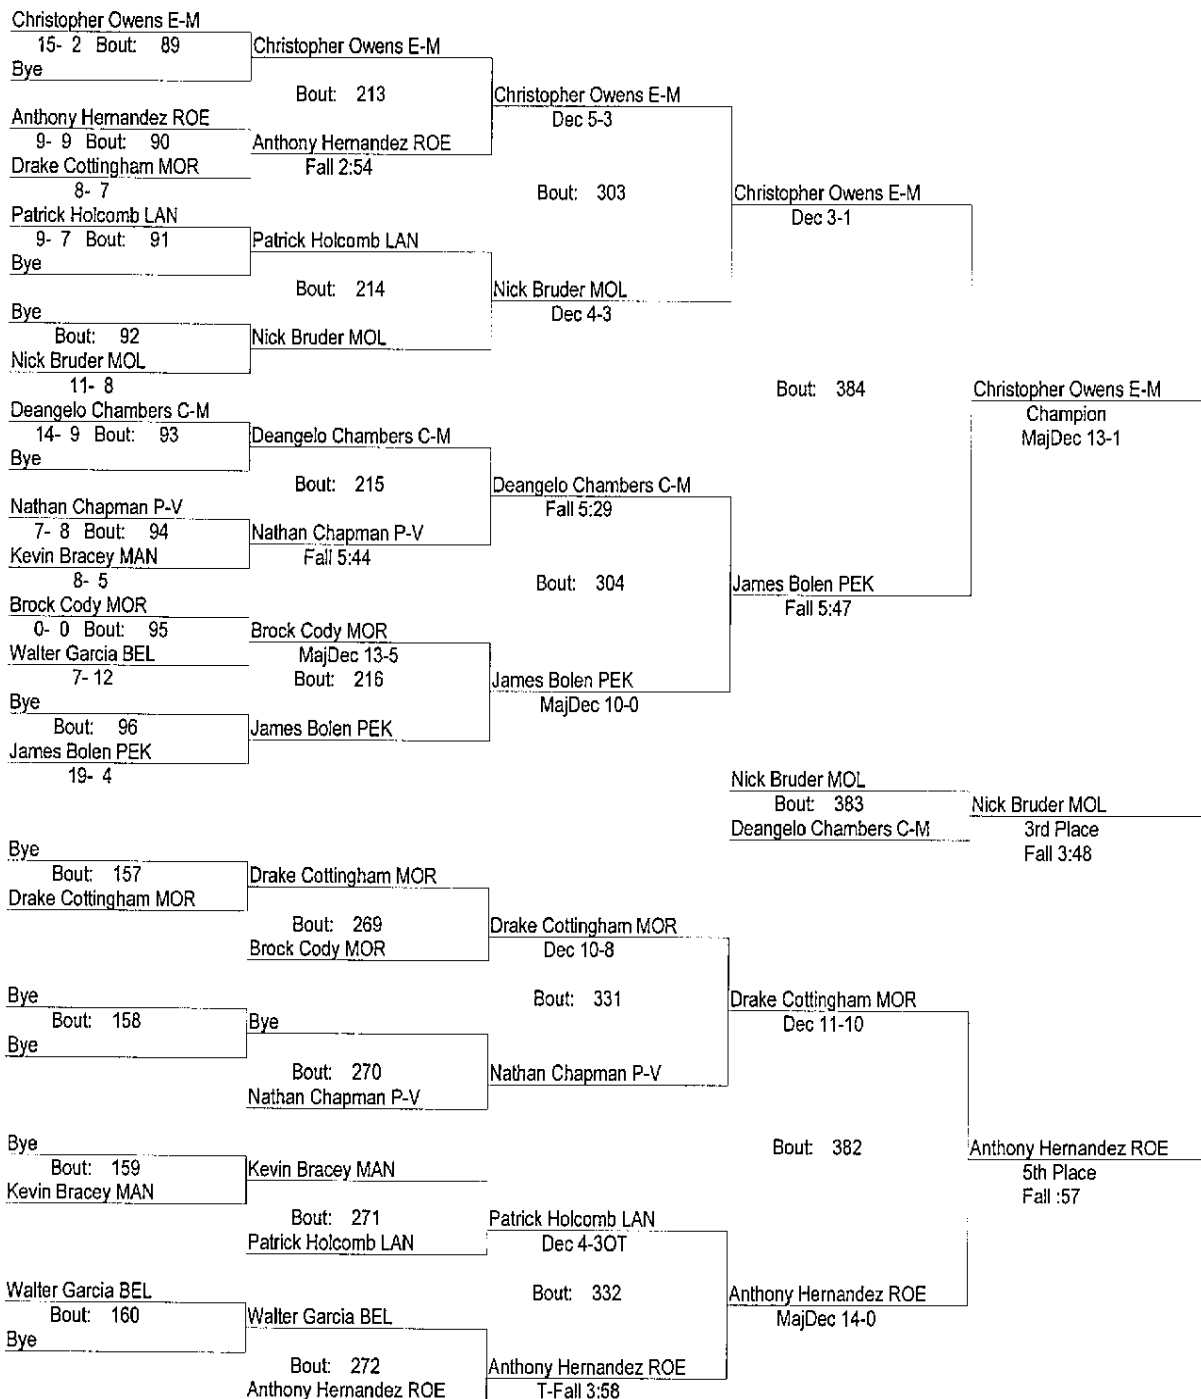 Christopher Owens E-M
15- 2 Bout: 89
Bye
Christopher Owens E-M
Bout: 213
Christopher Owens E-M
Dec 5-3
Anthony Hernandez ROE
9- 9 Bout: 90
Anthony Hernandez ROE
Drake Cottingham MOR
Fall 2:54
8- 7
Bout: 303
Christopher Owens E-M
Dec 3-1
Patrick Holcomb LAN
9- 7 Bout: 91
Patrick Holcomb LAN
Bye
Bout: 214
Nick Bruder MOL
Dec 4-3
Bye
Bout: 92
Nick Bruder MOL
Nick Bruder MOL
11- 8
Bout: 384
Christopher Owens E-M
Champion
MajDec 13-1
Deangelo Chambers C-M
14- 9 Bout: 93
Deangelo Chambers C-M
Bye
Bout: 215
Deangelo Chambers C-M
Fall 5:29
Nathan Chapman P-V
7- 8 Bout: 94
Nathan Chapman P-V
Kevin Bracey MAN
Fall 5:44
8- 5
Bout: 304
James Bolen PEK
Fall 5:47
Brock Cody MOR
0- 0 Bout: 95
Brock Cody MOR
Walter Garcia BEL
MajDec 13-5
7- 12
Bout: 216
James Bolen PEK
MajDec 10-0
Bye
Bout: 96
James Bolen PEK
James Bolen PEK
19- 4
Nick Bruder MOL
Bout: 383
Nick Bruder MOL
Deangelo Chambers C-M
3rd Place
Fall 3:48
Bye
Bout: 157
Drake Cottingham MOR
Drake Cottingham MOR
Bout: 269
Drake Cottingham MOR
Brock Cody MOR
Dec 10-8
Bye
Bout: 158
Bye
Bye
Bout: 331
Drake Cottingham MOR
Dec 11-10
Bout: 270
Nathan Chapman P-V
Nathan Chapman P-V
Bye
Bout: 159
Kevin Bracey MAN
Kevin Bracey MAN
Bout: 382
Anthony Hernandez ROE
5th Place
Fall :57
Bout: 271
Patrick Holcomb LAN
Patrick Holcomb LAN
Dec 4-3OT
Walter Garcia BEL
Bout: 160
Walter Garcia BEL
Bye
Bout: 332
Anthony Hernandez ROE
MajDec 14-0
Bout: 272
Anthony Hernandez ROE
Anthony Hernandez ROE
T-Fall 3:58